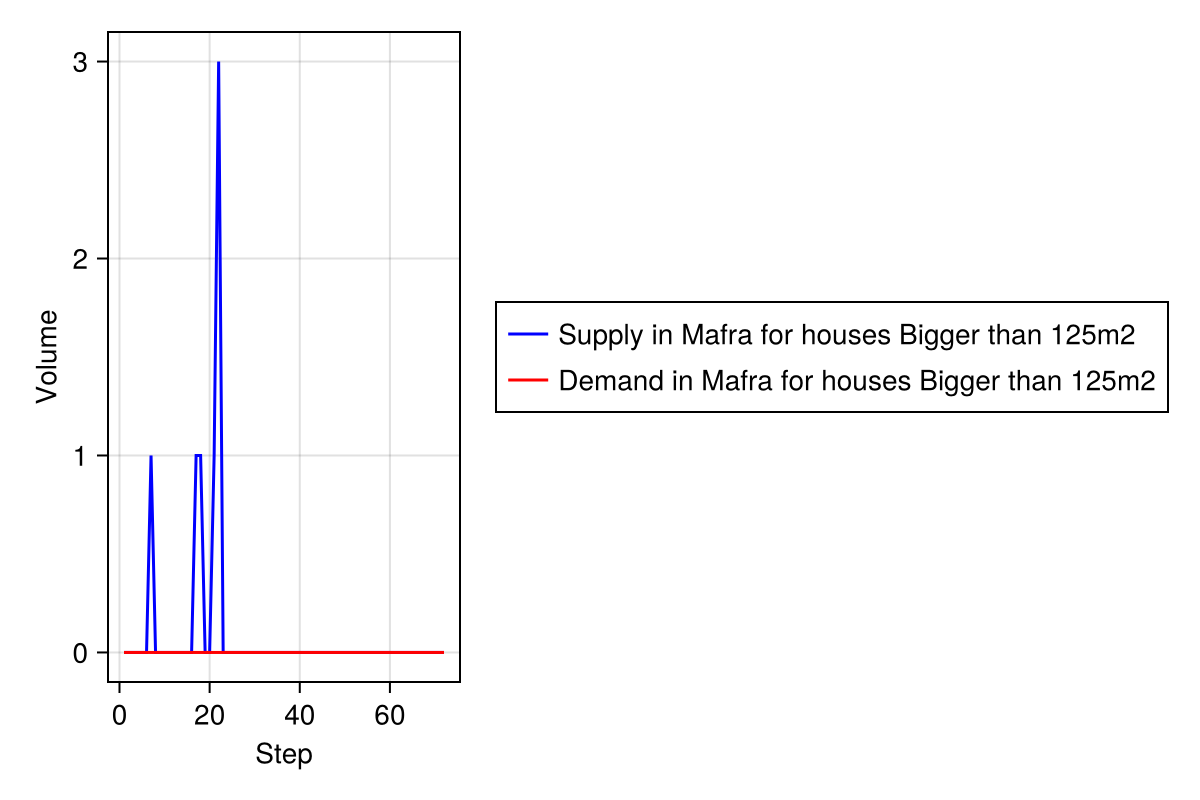 3
2
1
0
Volume
0 20 40 60
Step
Supply in Mafra for houses Bigger than 125m2
Demand in Mafra for houses Bigger than 125m2